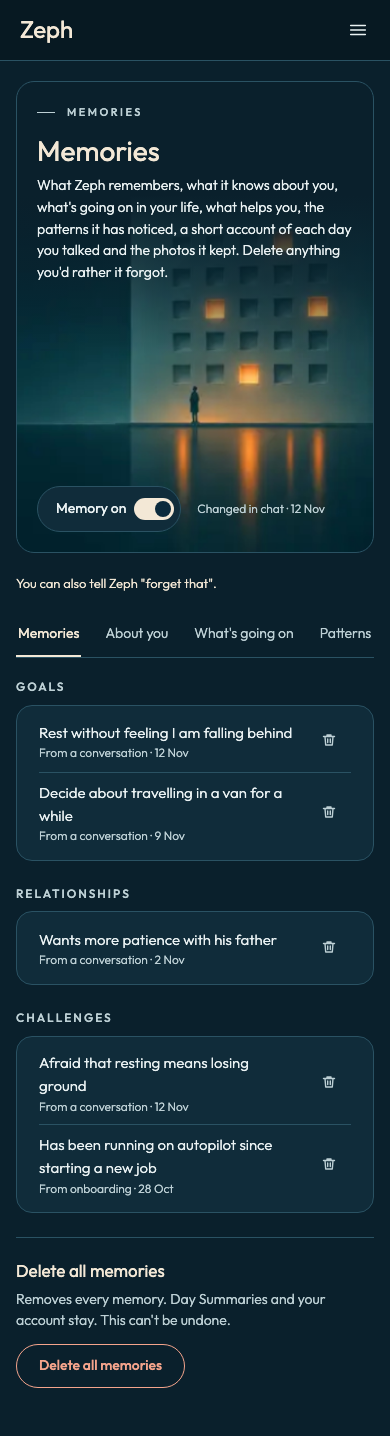 Zeph
MEMORIES
Memories
What Zeph remembers, what it knows about you,
what's going on in your life, what helps you, the
patterns it has noticed, a short account of each day
you talked and the photos it kept. Delete anything
you'd rather it forgot.
Memory on
Changed in chat · 12 Nov
You can also tell Zeph "forget that".
Memories
About you
What's going on
Patterns
GOALS
Rest without feeling I am falling behind
From a conversation · 12 Nov
Decide about travelling in a van for a
while
From a conversation · 9 Nov
RELATIONSHIPS
Wants more patience with his father
From a conversation · 2 Nov
CHALLENGES
Afraid that resting means losing
ground
From a conversation · 12 Nov
Has been running on autopilot since
starting a new job
From onboarding · 28 Oct
Delete all memories
Removes every memory. Day Summaries and your
account stay. This can't be undone.
Delete all memories